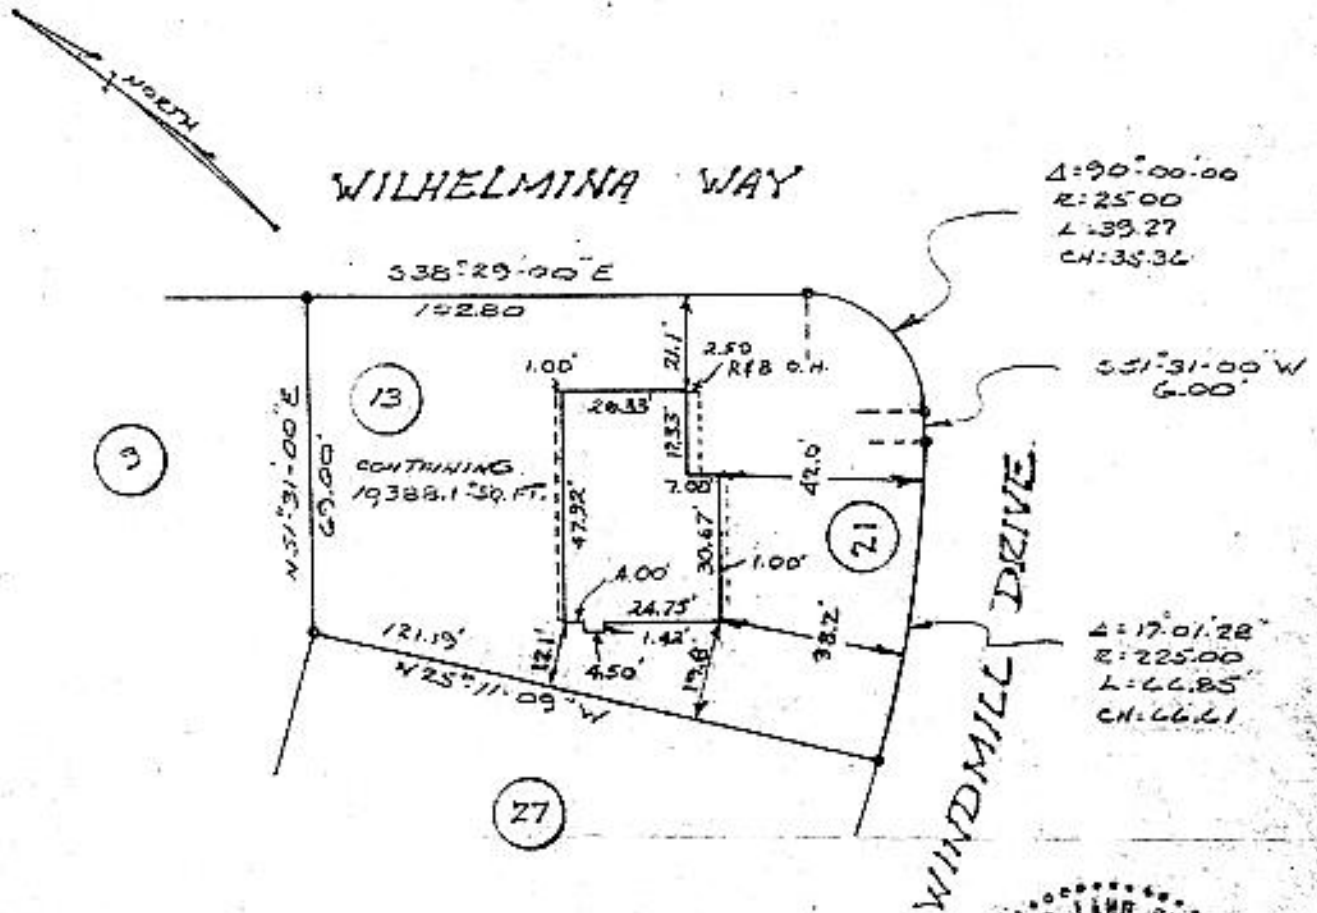 NORTH
WILHELMINA WAY
Δ=90°-00'-00
R=25.00
L=39.27
CH=35.36
S38°-29'-00"E
102.80
S51°-31'-00"W
6.00'
21.1'
2.50
R&B O.H.
1.00'
13
26.33'
17.33'
9
N51°-31'-00"E
69.00'
CONTAINING
10,388.1 SQ. FT.
47.92'
7.00'
42.0'
21
30.67'
1.00'
4.00'
24.75'
1.42'
4.50'
12.1'
19.8'
38.2'
121.19'
N25°-11'-09"W
WINDMILL DRIVE
Δ=17°-01'-28"
R=225.00
L=66.85
CH=66.61
27